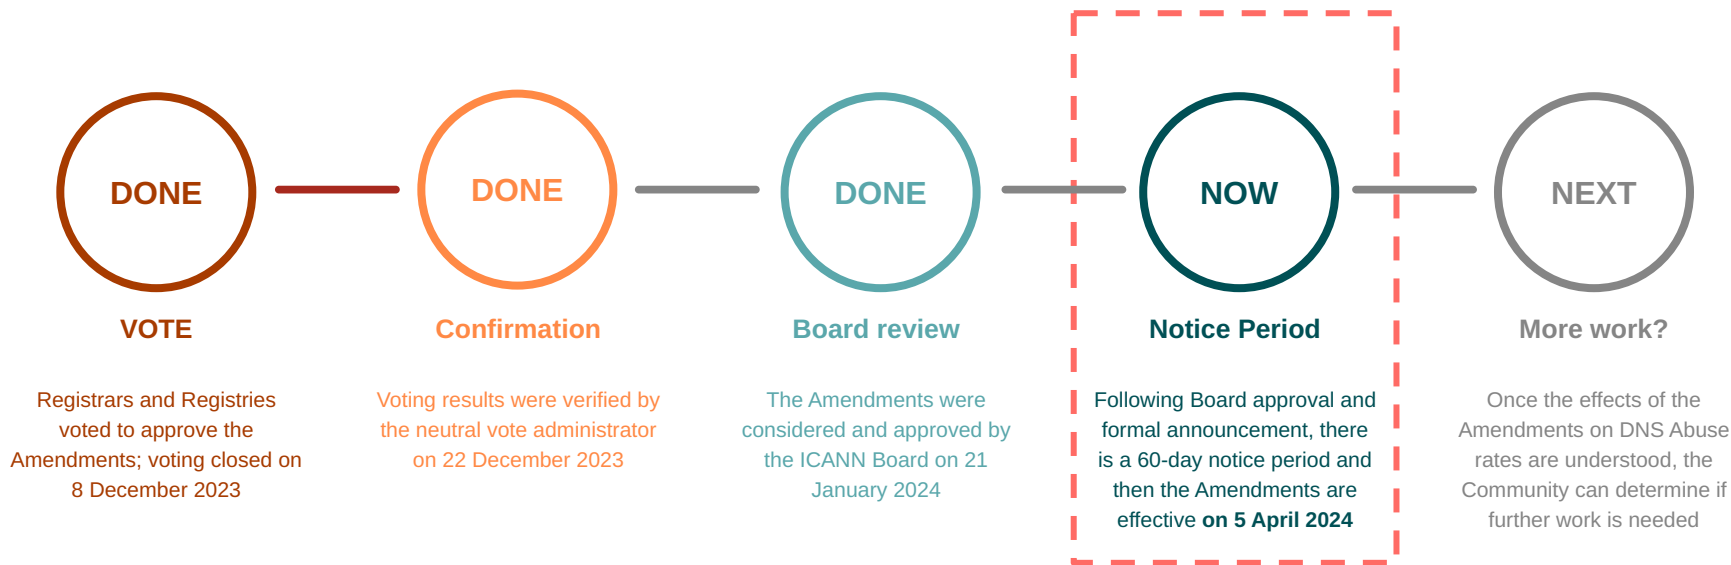 DONE
VOTE
Registrars and Registries
voted to approve the
Amendments; voting closed on
8 December 2023
DONE
Confirmation
Voting results were verified by
the neutral vote administrator
on 22 December 2023
DONE
Board review
The Amendments were
considered and approved by
the ICANN Board on 21
January 2024
NOW
Notice Period
Following Board approval and
formal announcement, there
is a 60-day notice period and
then the Amendments are
effective on 5 April 2024
NEXT
More work?
Once the effects of the
Amendments on DNS Abuse
rates are understood, the
Community can determine if
further work is needed